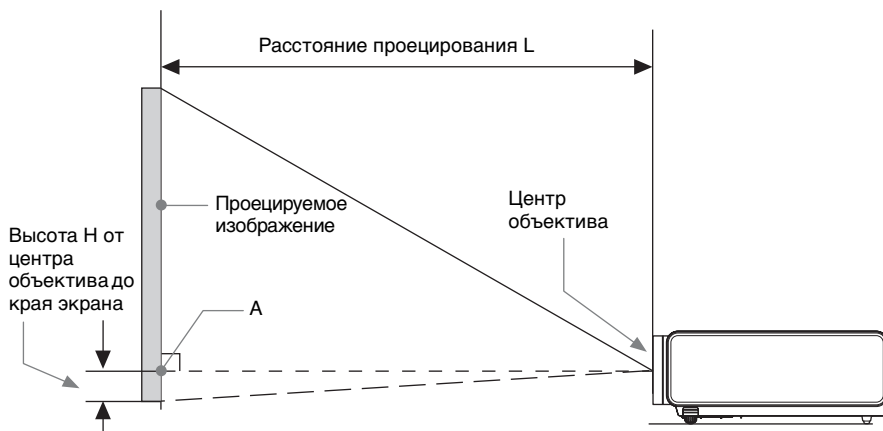 Расстояние проецирования L
Проецируемое
изображение
Центр
объектива
Высота H от
центра
объектива до
края экрана
A